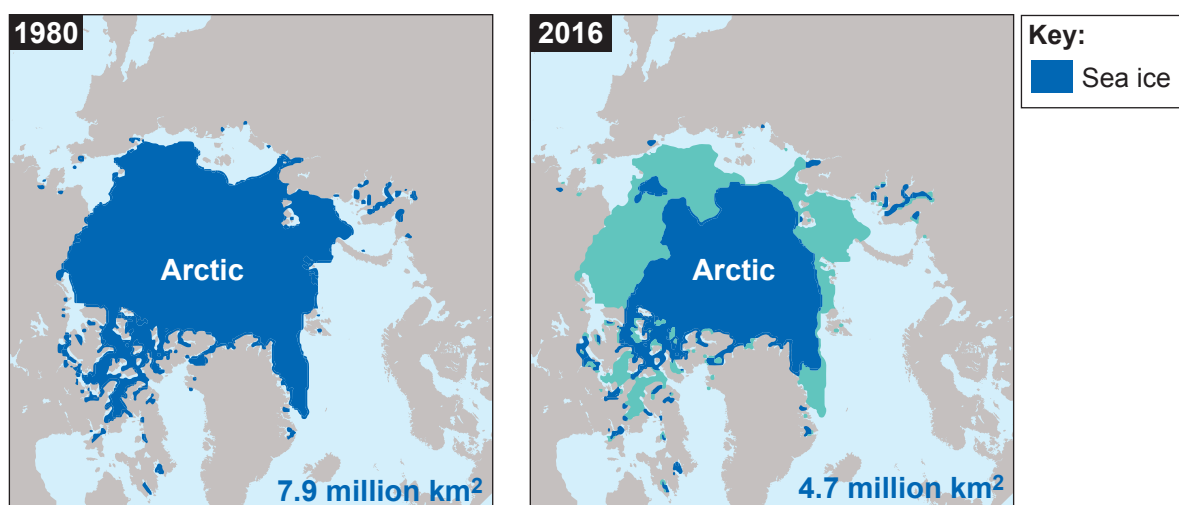 1980
Arctic
7.9 million km²
2016
Arctic
4.7 million km²
Key:
Sea ice